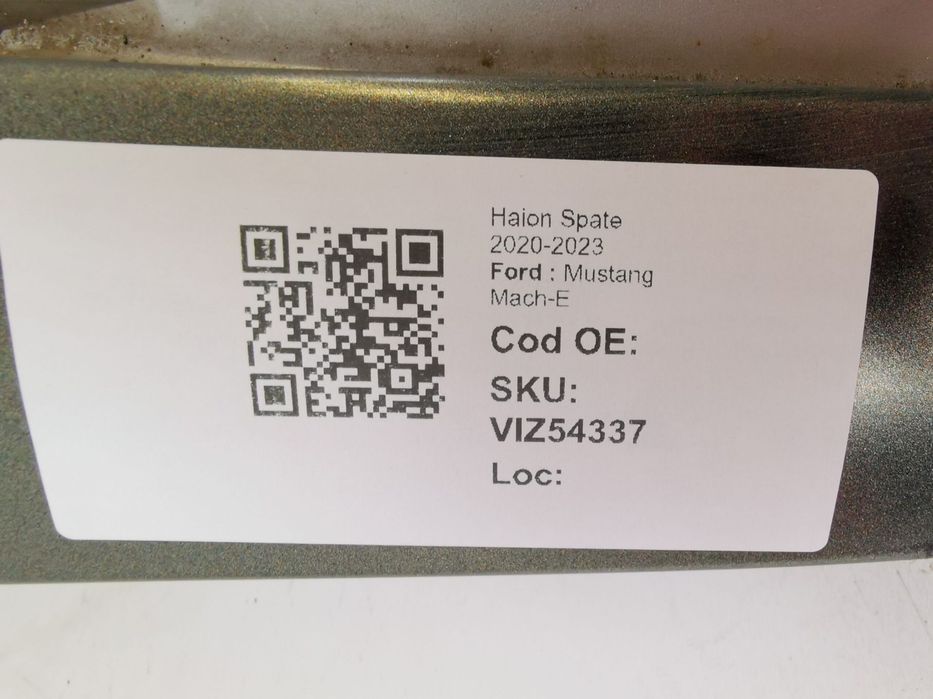 Haion Spate
2020-2023
Ford : Mustang
Mach-E
Cod OE:
SKU:
VIZ54337
Loc: